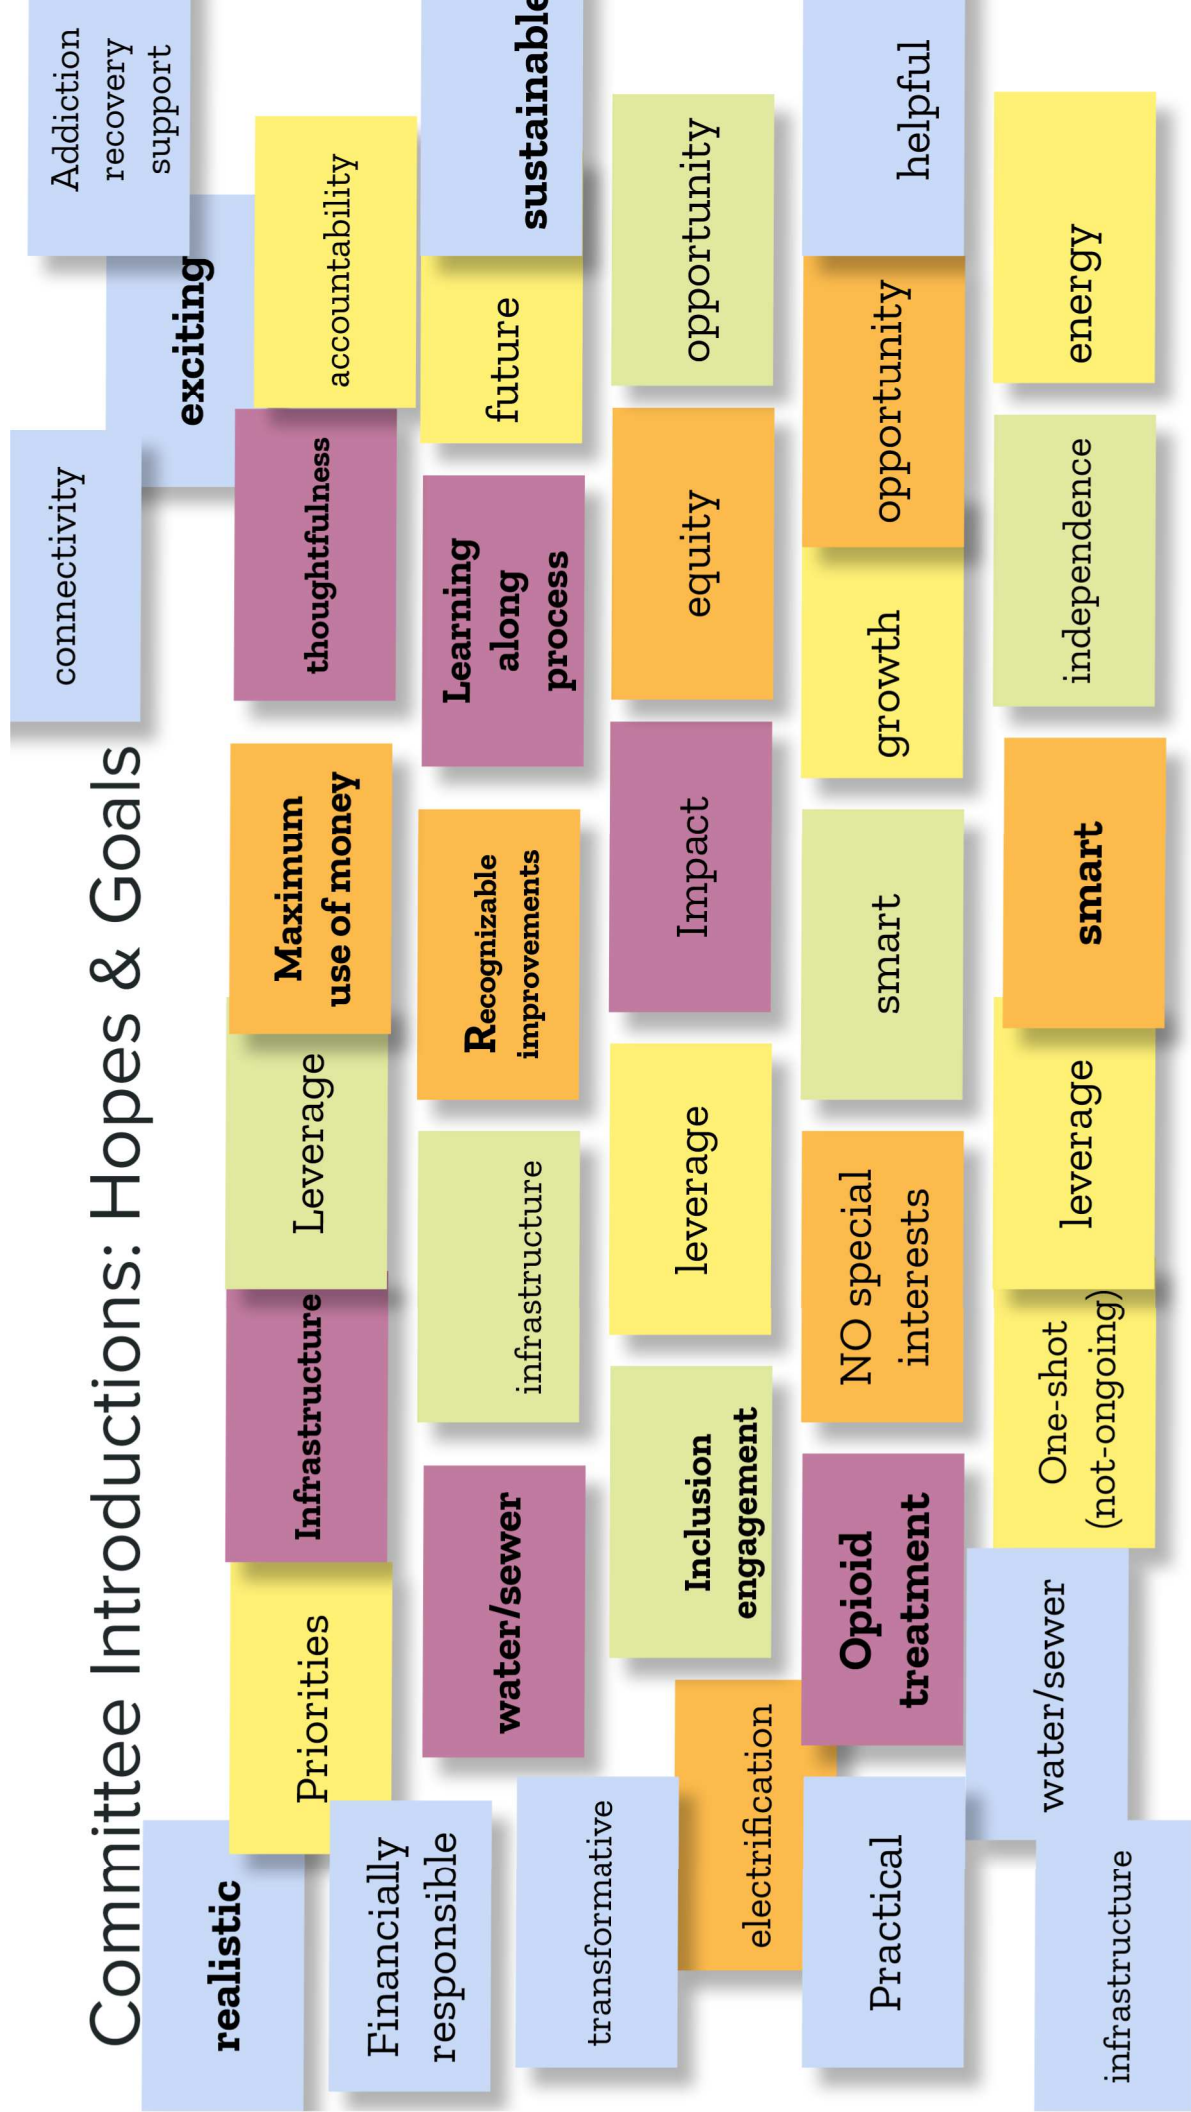 Committee Introductions: Hopes & Goals
connectivity
Addiction
recovery
support
exciting
realistic
Priorities
Infrastructure
Leverage
Maximum
use of money
thoughtfulness
accountability
Financially
responsible
water/sewer
infrastructure
Recognizable
improvements
Learning
along
process
future
sustainable
transformative
electrification
Inclusion
engagement
leverage
Impact
equity
opportunity
Practical
Opioid
treatment
NO special
interests
smart
growth
opportunity
helpful
infrastructure
water/sewer
One-shot
(not-ongoing)
leverage
smart
independence
energy